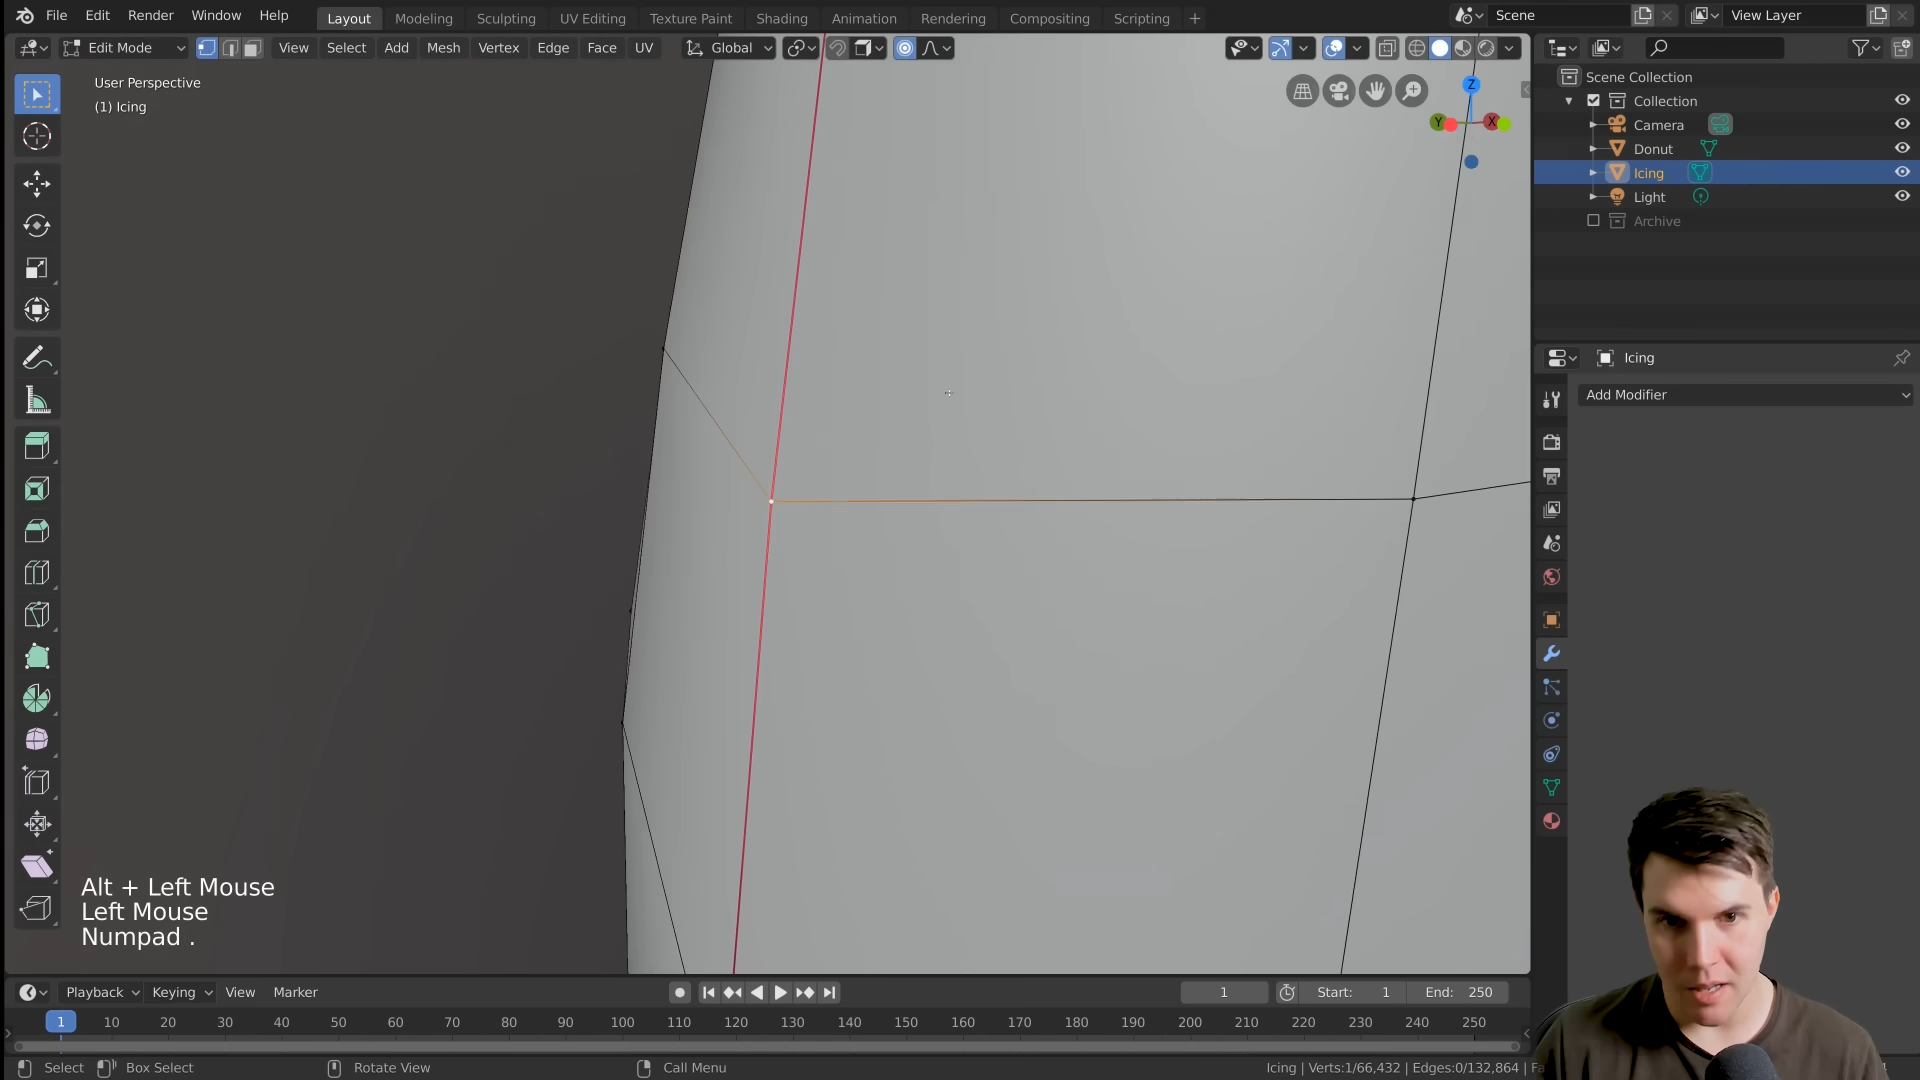 File Edit Render Window Help Layout Modeling Sculpting UV Editing Texture Paint Shading Animation Rendering Compositing Scripting + Scene View Layer
Edit Mode View Select Add Mesh Vertex Edge Face UV Global
User Perspective
(1) Icing
Z
Y
X
Scene Collection
Collection
Camera
Donut
Icing
Light
Archive
Icing
Add Modifier
Alt + Left Mouse
Left Mouse
Numpad .
Playback Keying View Marker 1 Start: 1 End: 250
1 10 20 30 40 50 60 70 80 90 100 110 120 130 140 150 160 170 180 190 200 210 220 230 240 250
Select Box Select Rotate View Call Menu Icing | Verts:1/66,432 | Edges:0/132,864 |